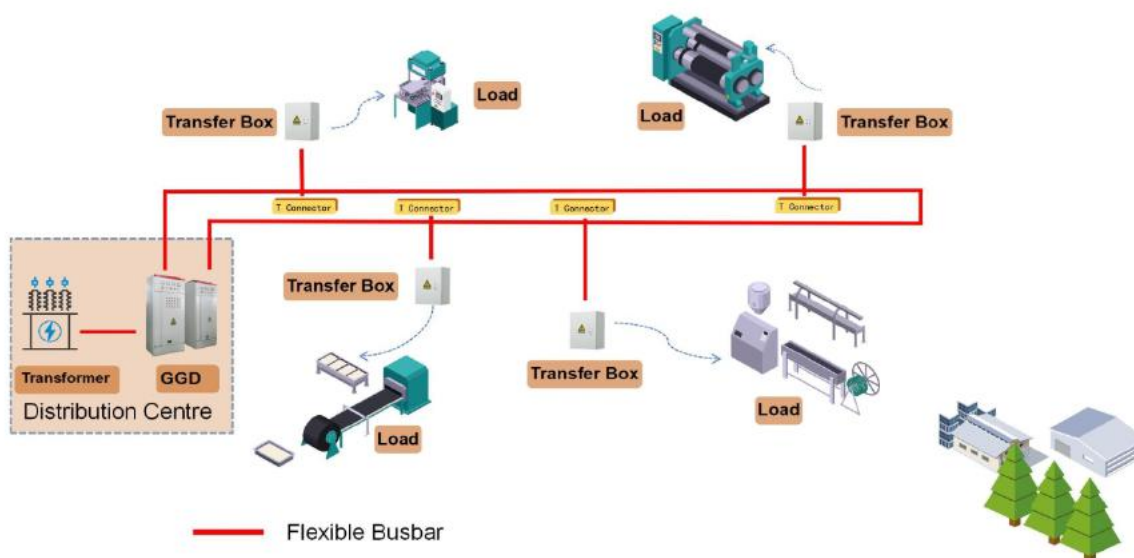 Load
Load
Transfer Box
Transfer Box
T Connector
T Connector
T Connector
T Connector
Transfer Box
Transformer
GGD
Distribution Centre
Transfer Box
Load
Load
Flexible Busbar